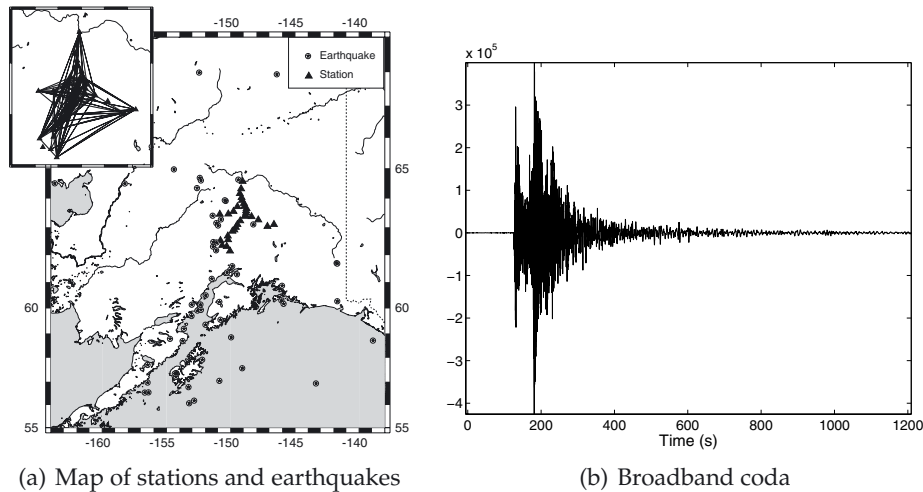 -150 -145 -140
Earthquake
Station
65
60
55
65
60
55
-160 -155 -150 -145 -140
(a) Map of stations and earthquakes
x 10⁵
3
2
1
0
-1
-2
-3
-4
0 200 400 600 800 1000 1200
Time (s)
(b) Broadband coda